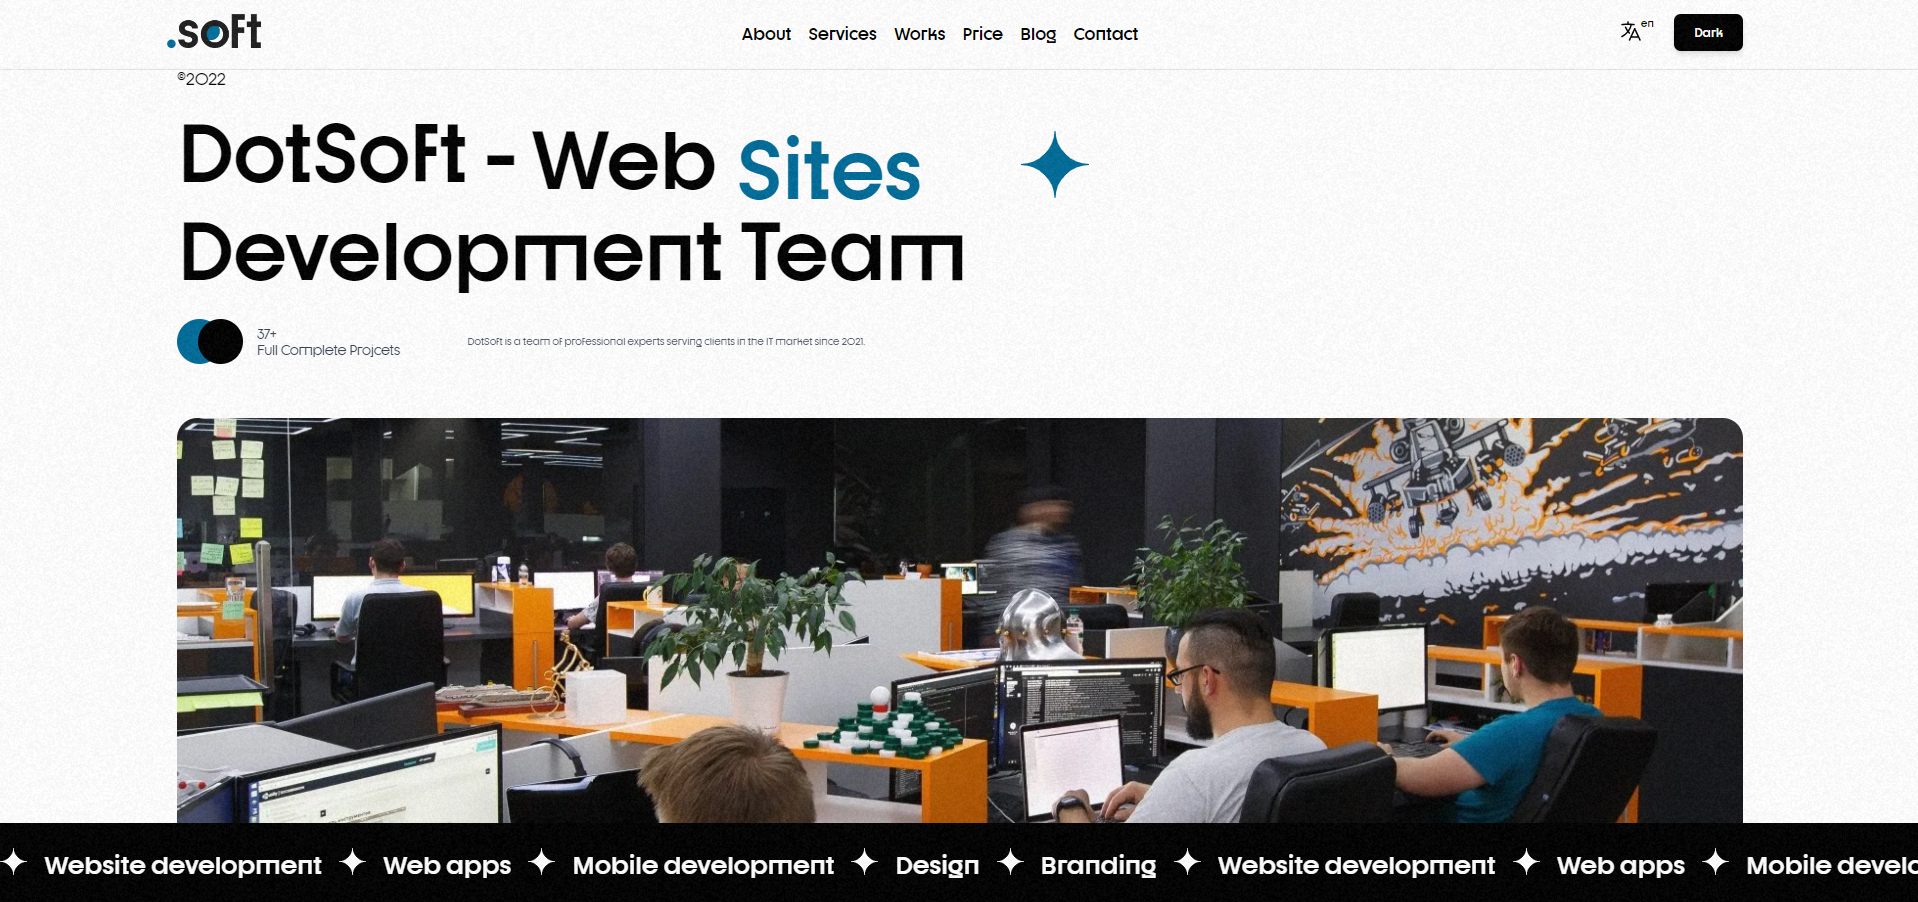 .soft
About Services Works Price Blog Contact
en
Dark
©2022
DotSoft - Web Sites
Development Team
37+
Full Complete Projcets
DotSoft is a team of professional experts serving clients in the IT market since 2021.
Website development Web apps Mobile development Design Branding Website development Web apps Mobile develo